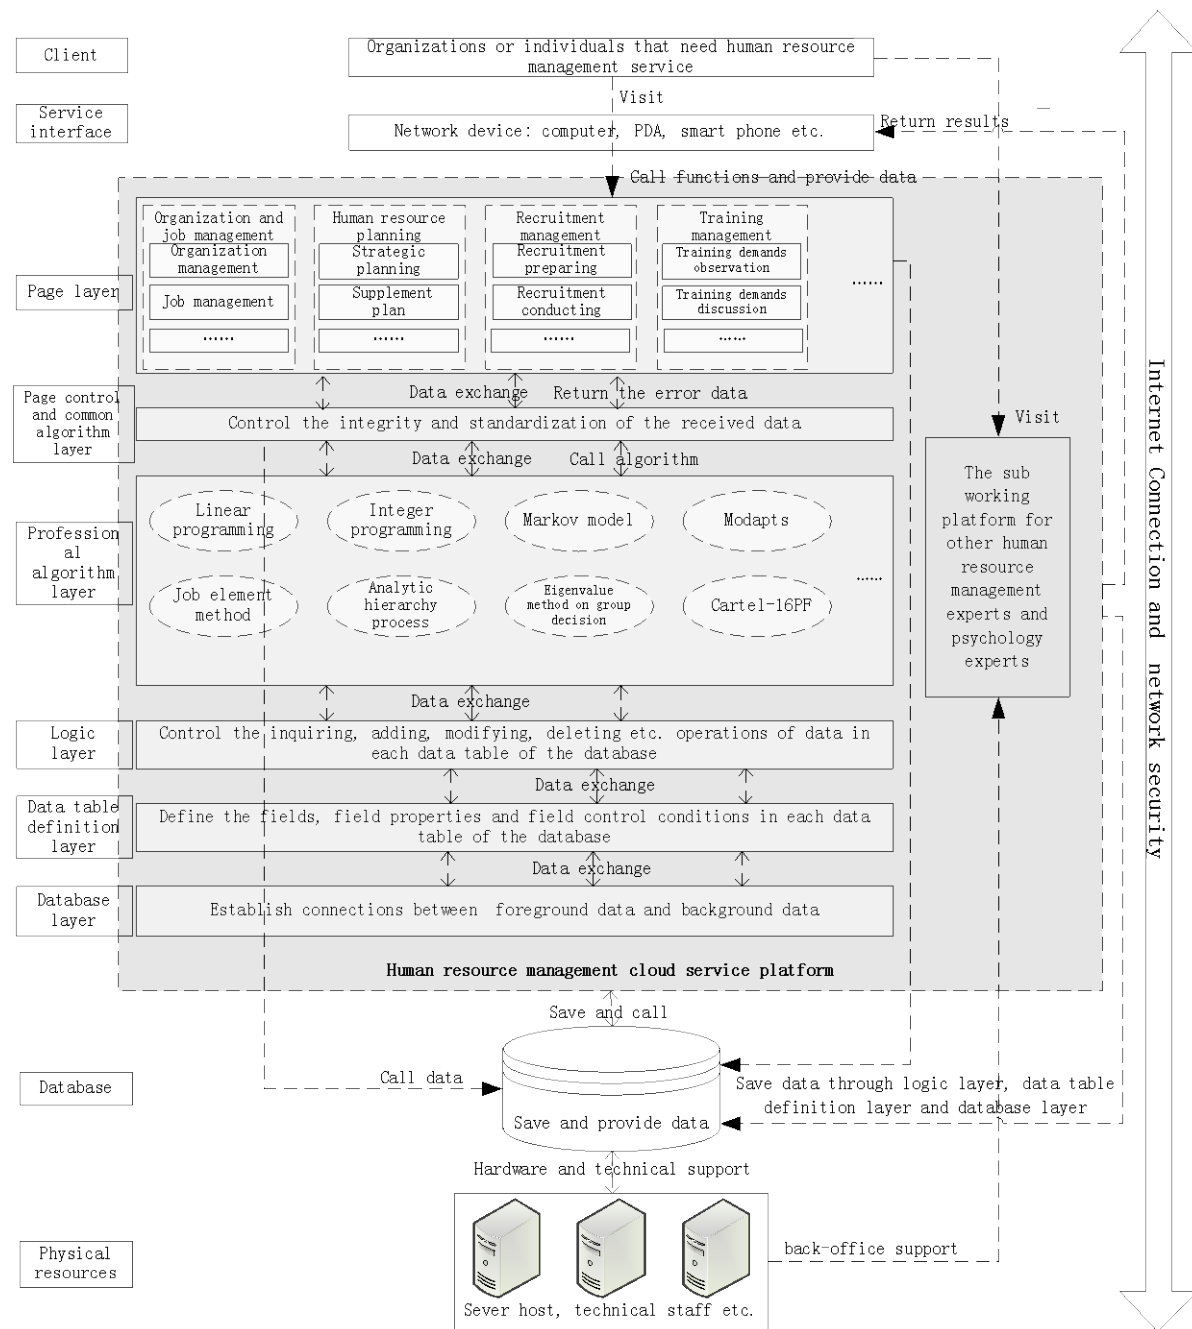 Client
Organizations or individuals that need human resource
management service
Visit
Service
interface
Network device: computer, PDA, smart phone etc.
Return results
Call functions and provide data
Page layer
Organization and
job management
Organization
management
Job management
......
Human resource
planning
Strategic
planning
Supplement
plan
......
Recruitment
management
Recruitment
preparing
Recruitment
conducting
......
Training
management
Training demands
observation
Training demands
discussion
......
......
Data exchange
Return the error data
Page control
and common
algorithm
layer
Control the integrity and standardization of the received data
Data exchange
Call algorithm
Visit
Profession
al
algorithm
layer
Linear
programming
Integer
programming
Markov model
Modapts
Job element
method
Analytic
hierarchy
process
Eigenvalue
method on group
decision
Cartel-16PF
......
The sub
working
platform for
other human
resource
management
experts and
psychology
experts
Internet Connection and network security
Data exchange
Logic
layer
Control the inquiring, adding, modifying, deleting etc. operations of data in
each data table of the database
Data exchange
Data table
definition
layer
Define the fields, field properties and field control conditions in each data
table of the database
Data exchange
Database
layer
Establish connections between foreground data and background data
Human resource management cloud service platform
Save and call
Database
Call data
Save and provide data
Save data through logic layer, data table
definition layer and database layer
Hardware and technical support
Physical
resources
Sever host, technical staff etc.
back-office support